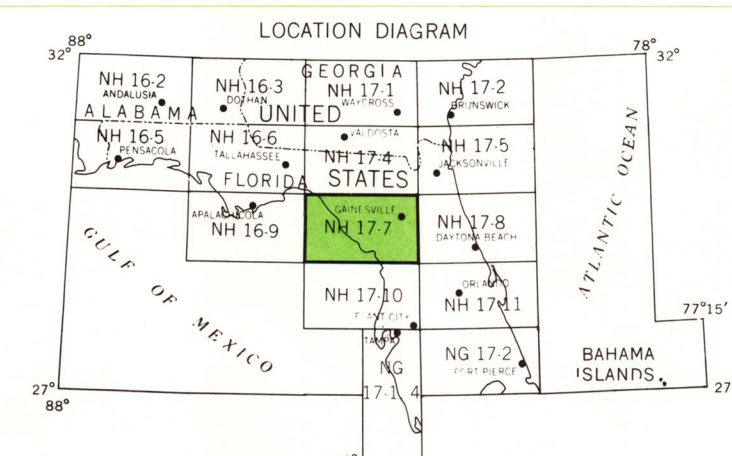 LOCATION DIAGRAM
88° 78°
32° 32°
GEORGIA
NH 16-2 NH 16-3 NH 17-1 NH 17-2
ANDALUSIA DOTHAN WAYCROSS BRUNSWICK
ALABAMA UNITED
NH 16-5 NH 16-6 VALDOSTA NH 17-5
PENSACOLA TALLAHASSEE NH 17-4 JACKSONVILLE
FLORIDA STATES
APALACHICOLA GAINESVILLE
NH 16-9 NH 17-7 NH 17-8
DAYTONA BEACH
GULF OF MEXICO
ATLANTIC OCEAN
ORLANDO
NH 17-10 NH 17-11
PLANT CITY
77°15'
TAMPA
NG NG 17-2
FORT PIERCE
17-1 4
BAHAMA
ISLANDS
27° 27
88°